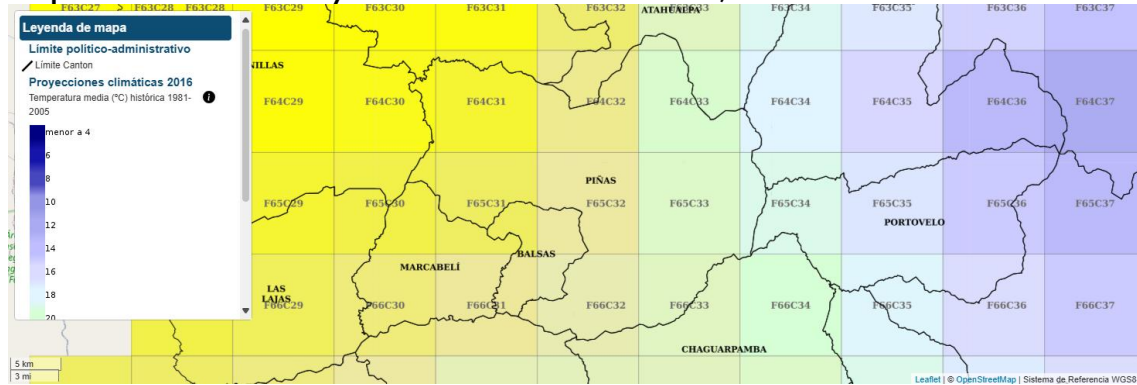 F63C27
F63C28
F63C28
F63C29
F63C30
F63C31
F63C32
ATAHUALPA
F63C33
F63C34
F63C35
F63C36
F63C37
Leyenda de mapa
Límite político-administrativo
Límite Canton
Proyecciones climáticas 2016
Temperatura media (°C) histórica 1981-
2005
menor a 4
6
8
10
12
14
16
18
20
NILLAS
F64C29
F64C30
F64C31
F64C32
F64C33
F64C34
F64C35
F64C36
F64C37
PIÑAS
F65C29
F65C30
F65C31
F65C32
F65C33
F65C34
F65C35
F65C36
F65C37
PORTOVELO
BALSAS
MARCABELÍ
LAS
LAJAS
F66C29
F66C30
F66C31
F66C32
F66C33
F66C34
F66C35
F66C36
F66C37
CHAGUARPAMBA
5 km
3 mi
Leaflet | © OpenStreetMap | Sistema de Referencia WGS8